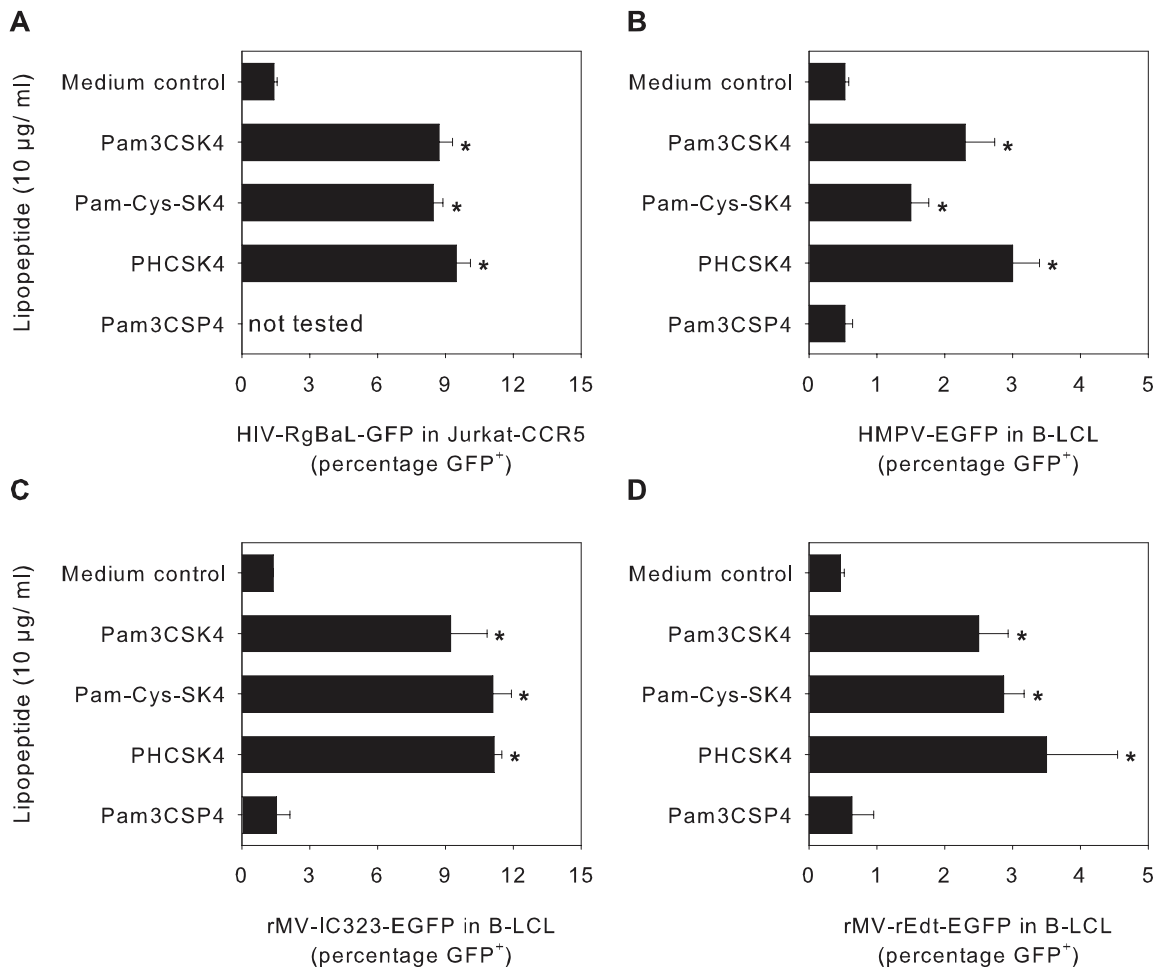 A
Lipopeptide (10 µg/ ml)
Medium control
Pam3CSK4
*
Pam-Cys-SK4
*
PHCSK4
*
Pam3CSP4
not tested
0 3 6 9 12 15
HIV-RgBaL-GFP in Jurkat-CCR5
(percentage GFP⁺)
B
Medium control
Pam3CSK4
*
Pam-Cys-SK4
*
PHCSK4
*
Pam3CSP4
0 1 2 3 4 5
HMPV-EGFP in B-LCL
(percentage GFP⁺)
C
Lipopeptide (10 µg/ ml)
Medium control
Pam3CSK4
*
Pam-Cys-SK4
*
PHCSK4
*
Pam3CSP4
0 3 6 9 12 15
rMV-IC323-EGFP in B-LCL
(percentage GFP⁺)
D
Medium control
Pam3CSK4
*
Pam-Cys-SK4
*
PHCSK4
*
Pam3CSP4
0 1 2 3 4 5
rMV-rEdt-EGFP in B-LCL
(percentage GFP⁺)